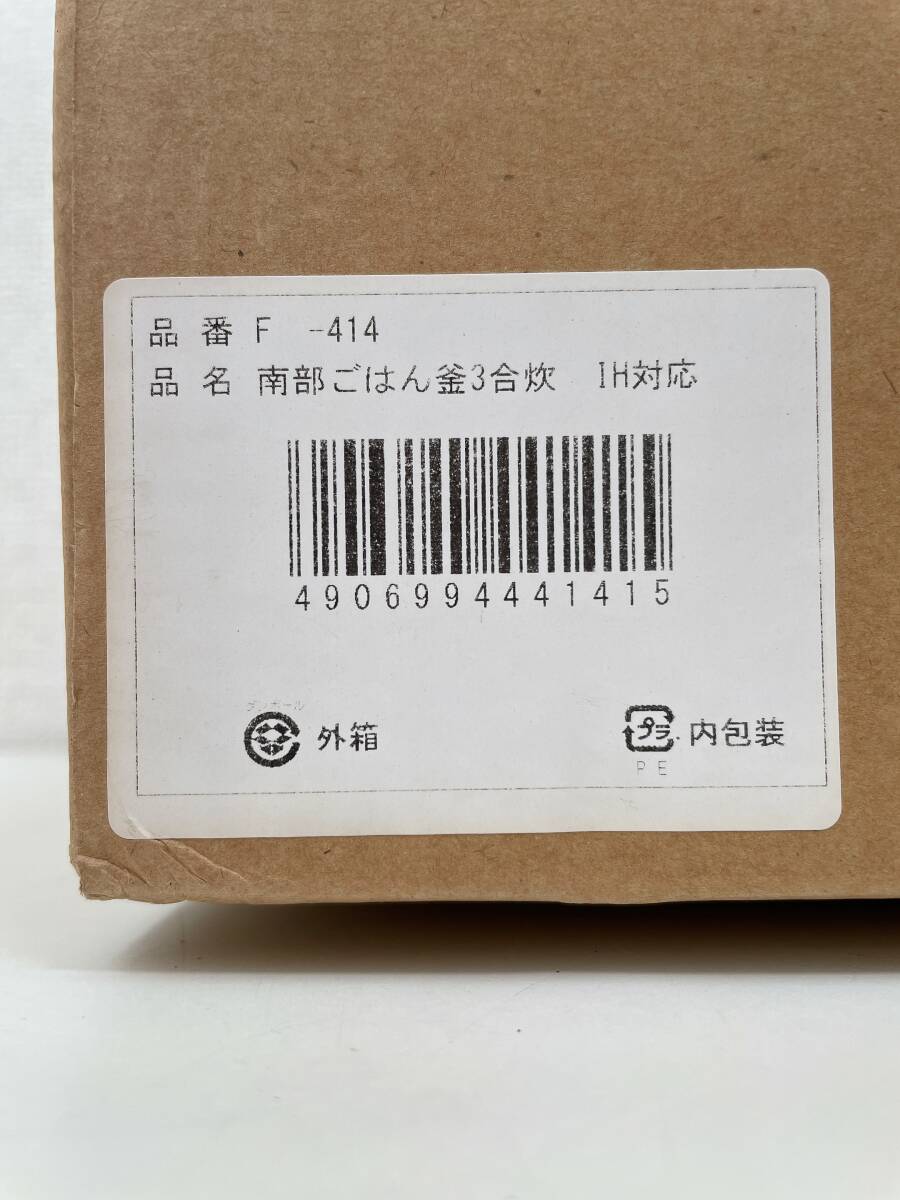 品 番 F -414
品 名 南部ごはん釜3合炊 IH対応
4906994441415
ダンボール
外箱
プラ 内包装
PE